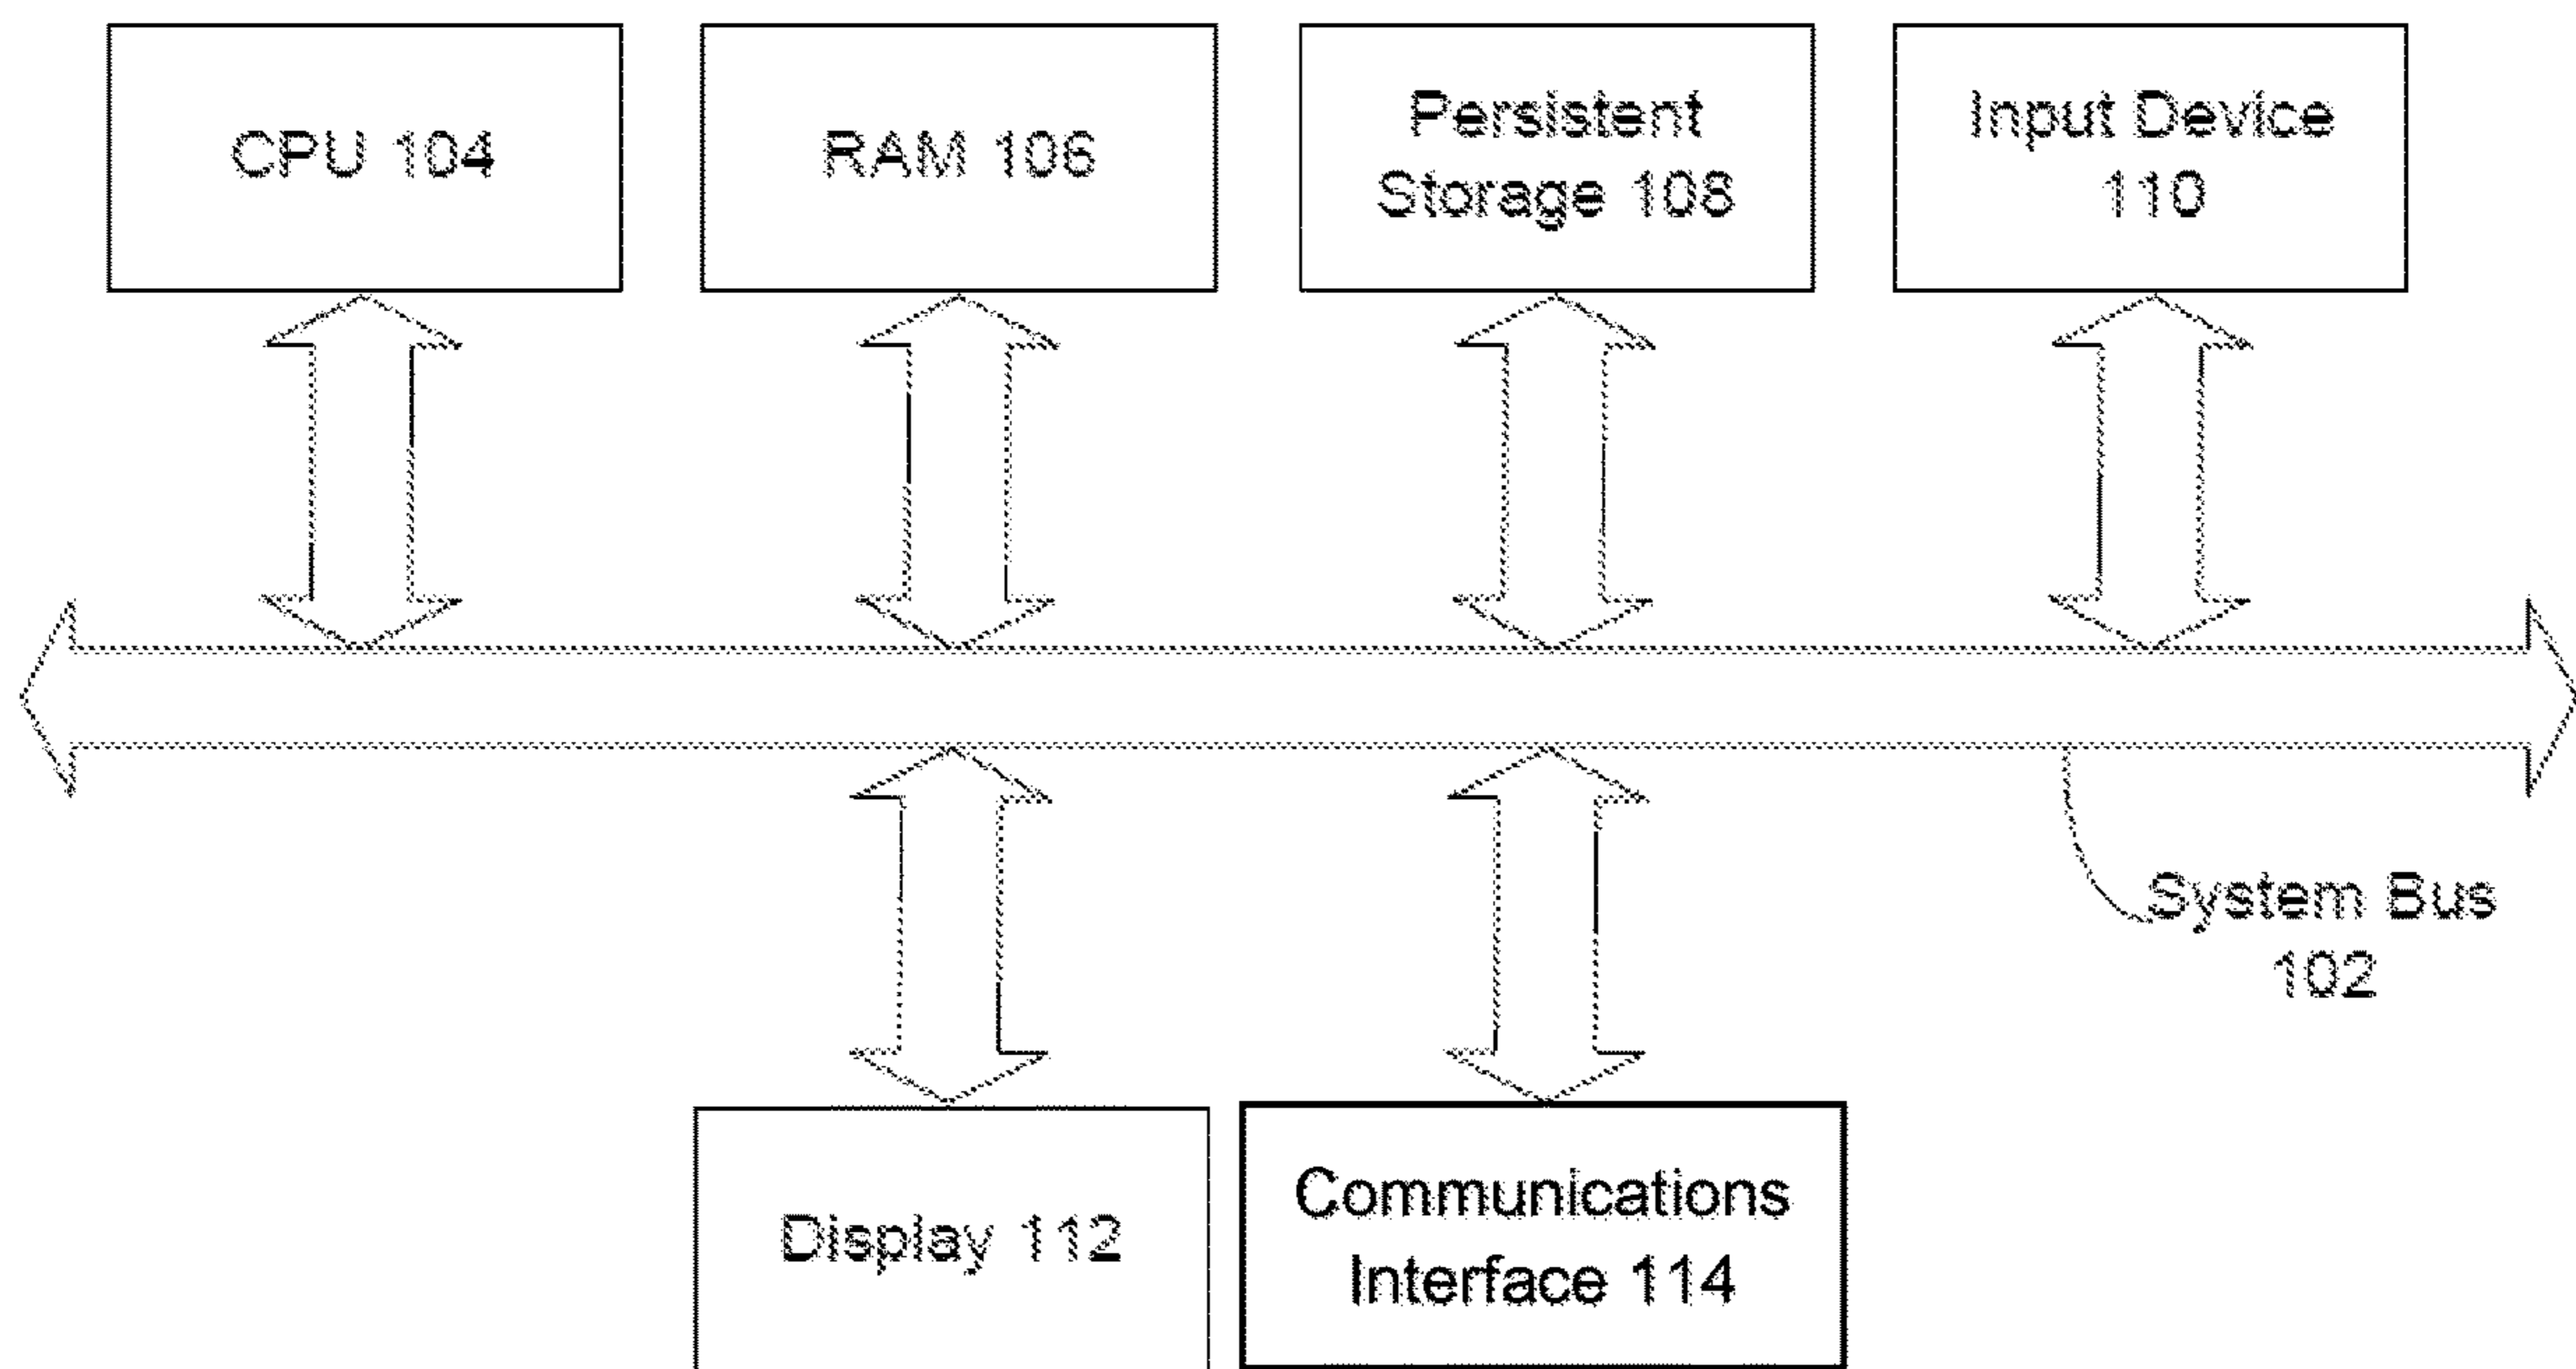 CPU 104
RAM 106
Persistent
Storage 108
Input Device
110
System Bus
102
Display 112
Communications
Interface 114